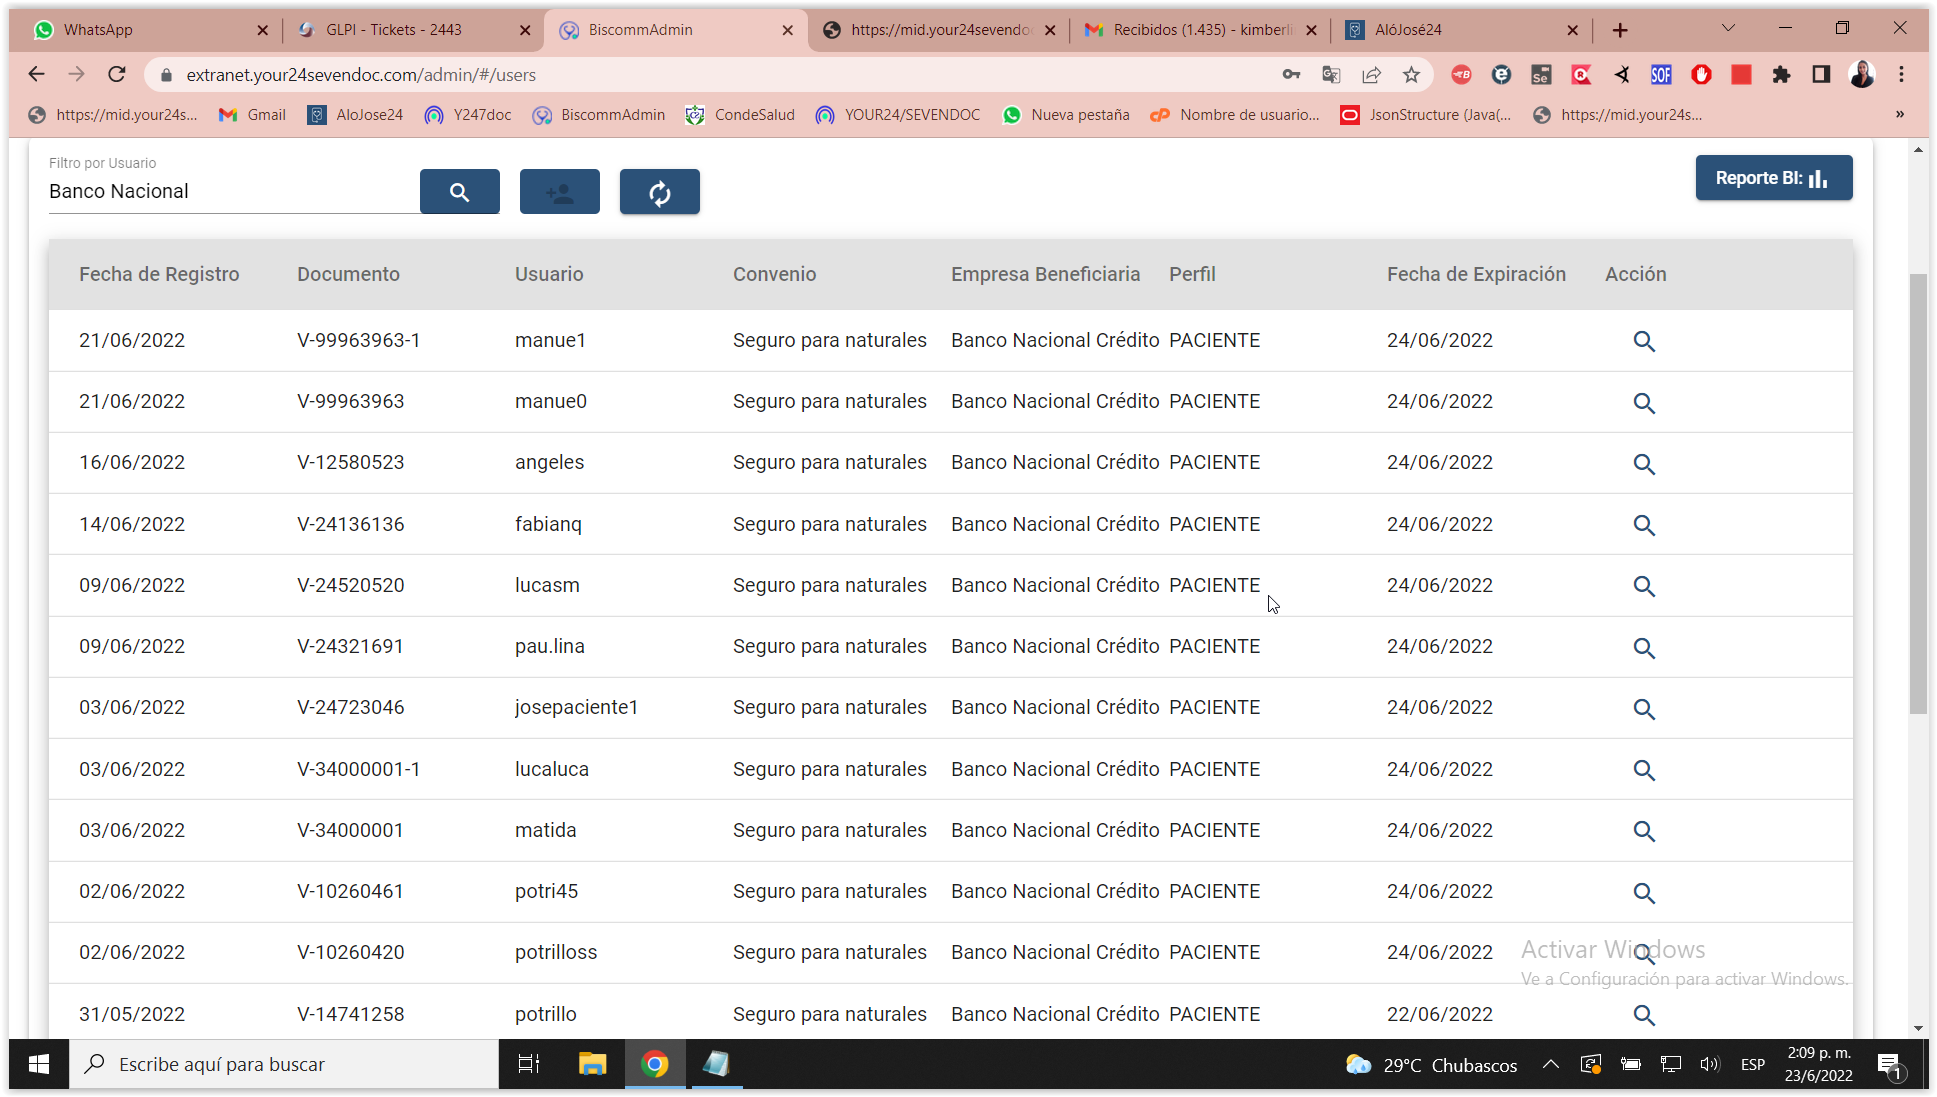 WhatsApp
GLPI - Tickets - 2443
BiscommAdmin
https://mid.your24sevendo
Recibidos (1.435) - kimberli
AlóJosé24
extranet.your24sevendoc.com/admin/#/users
https://mid.your24s...
Gmail
AloJose24
Y247doc
BiscommAdmin
CondeSalud
YOUR24/SEVENDOC
Nueva pestaña
Nombre de usuario...
JsonStructure (Java(...
https://mid.your24s...
»
Filtro por Usuario
Banco Nacional
Reporte BI:
Fecha de Registro Documento Usuario Convenio Empresa Beneficiaria Perfil Fecha de Expiración Acción
21/06/2022 V-99963963-1 manue1 Seguro para naturales Banco Nacional Crédito PACIENTE 24/06/2022
21/06/2022 V-99963963 manue0 Seguro para naturales Banco Nacional Crédito PACIENTE 24/06/2022
16/06/2022 V-12580523 angeles Seguro para naturales Banco Nacional Crédito PACIENTE 24/06/2022
14/06/2022 V-24136136 fabianq Seguro para naturales Banco Nacional Crédito PACIENTE 24/06/2022
09/06/2022 V-24520520 lucasm Seguro para naturales Banco Nacional Crédito PACIENTE 24/06/2022
09/06/2022 V-24321691 pau.lina Seguro para naturales Banco Nacional Crédito PACIENTE 24/06/2022
03/06/2022 V-24723046 josepaciente1 Seguro para naturales Banco Nacional Crédito PACIENTE 24/06/2022
03/06/2022 V-34000001-1 lucaluca Seguro para naturales Banco Nacional Crédito PACIENTE 24/06/2022
03/06/2022 V-34000001 matida Seguro para naturales Banco Nacional Crédito PACIENTE 24/06/2022
02/06/2022 V-10260461 potri45 Seguro para naturales Banco Nacional Crédito PACIENTE 24/06/2022
02/06/2022 V-10260420 potrilloss Seguro para naturales Banco Nacional Crédito PACIENTE 24/06/2022
31/05/2022 V-14741258 potrillo Seguro para naturales Banco Nacional Crédito PACIENTE 22/06/2022
Activar Windows
Ve a Configuración para activar Windows.
Escribe aquí para buscar
29°C Chubascos
ESP
2:09 p. m.
23/6/2022
1